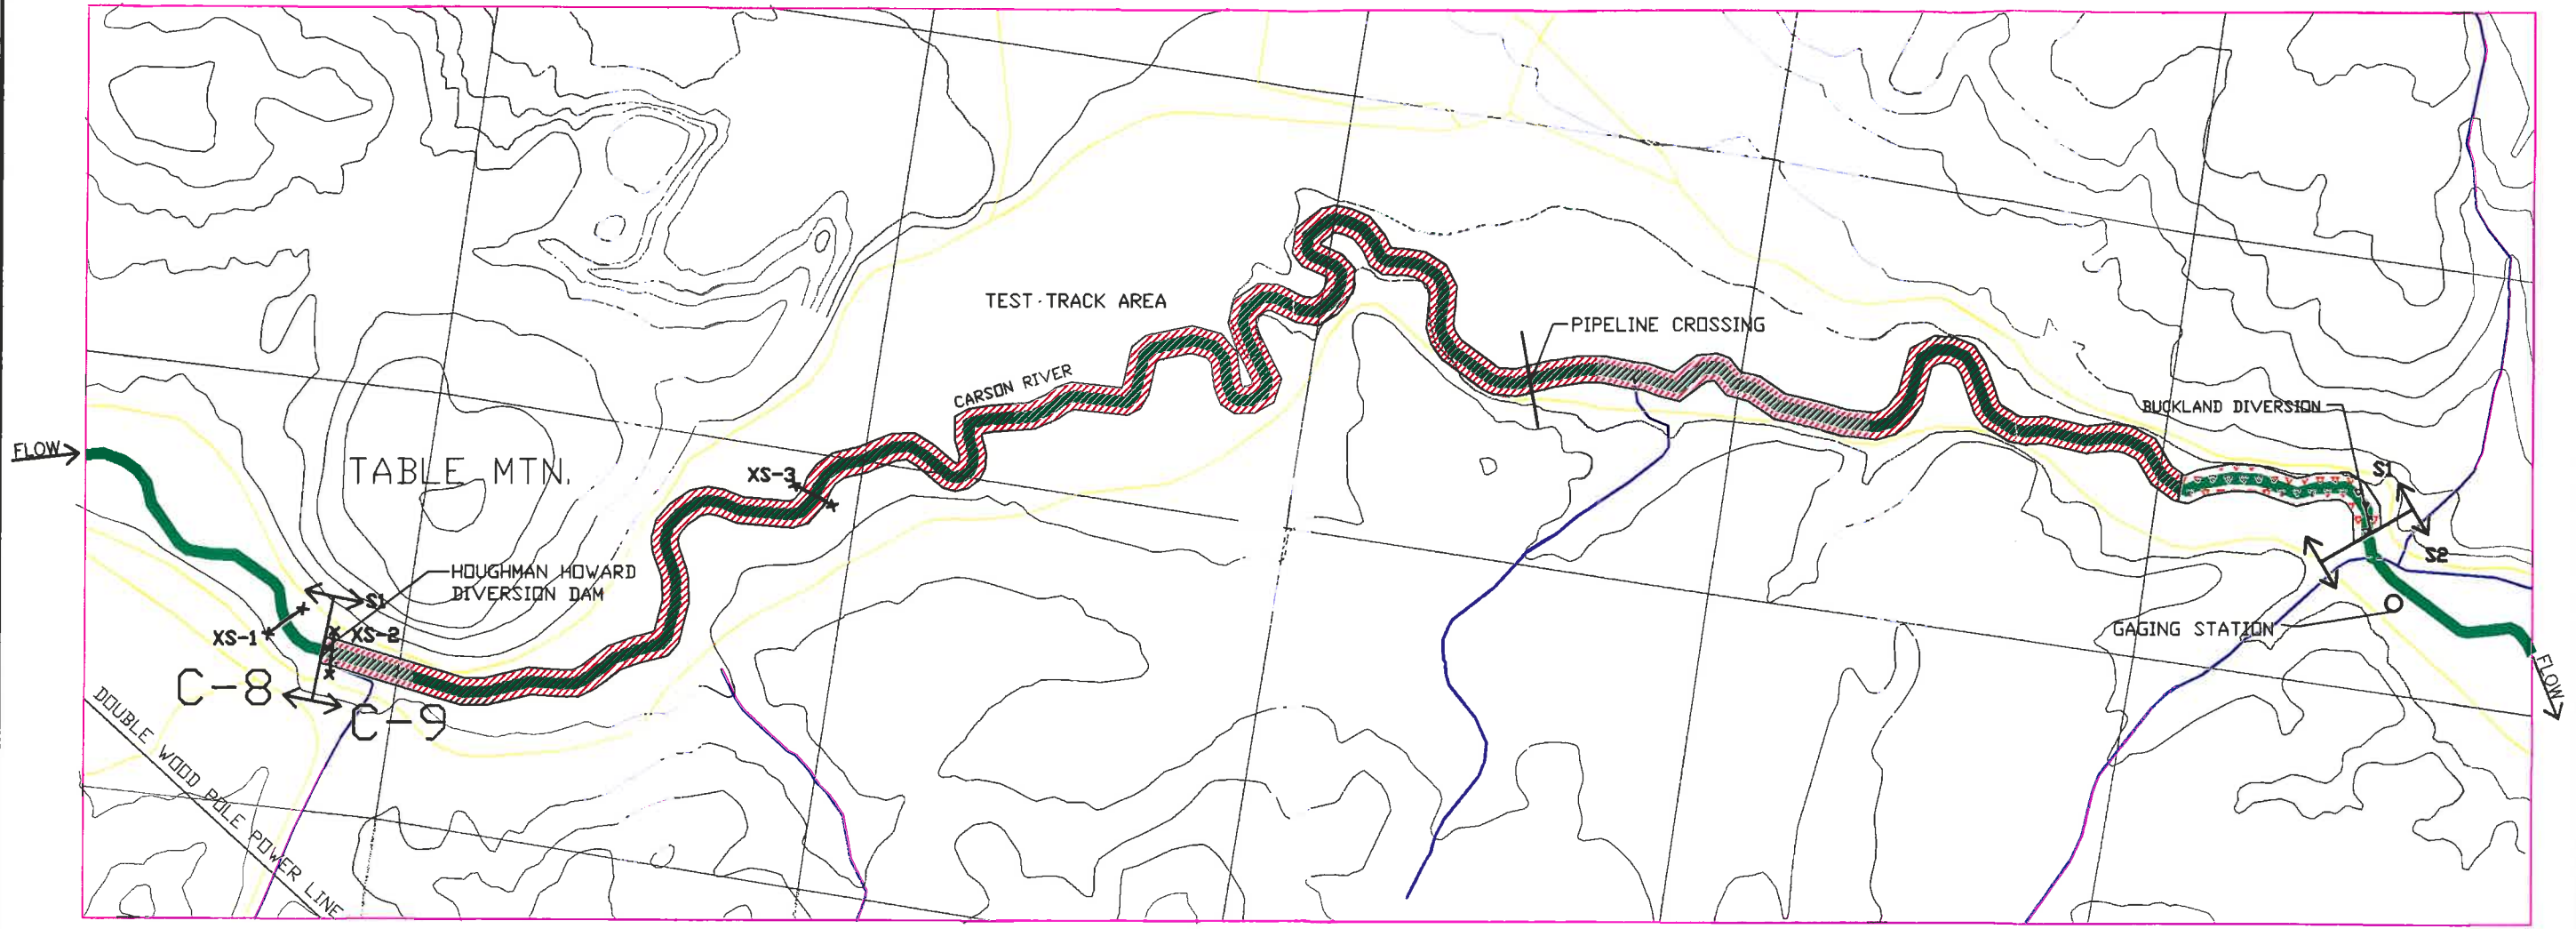 TEST-TRACK AREA
PIPELINE CROSSING
CARSON RIVER
BUCKLAND DIVERSION
FLOW
TABLE MTN.
XS-3
S1
S2
HOUGHMAN HOWARD
DIVERSION DAM
S1
XS-1
XS-2
GAGING STATION
C-8
C-9
FLOW
DOUBLE WOOD POLE POWER LINE